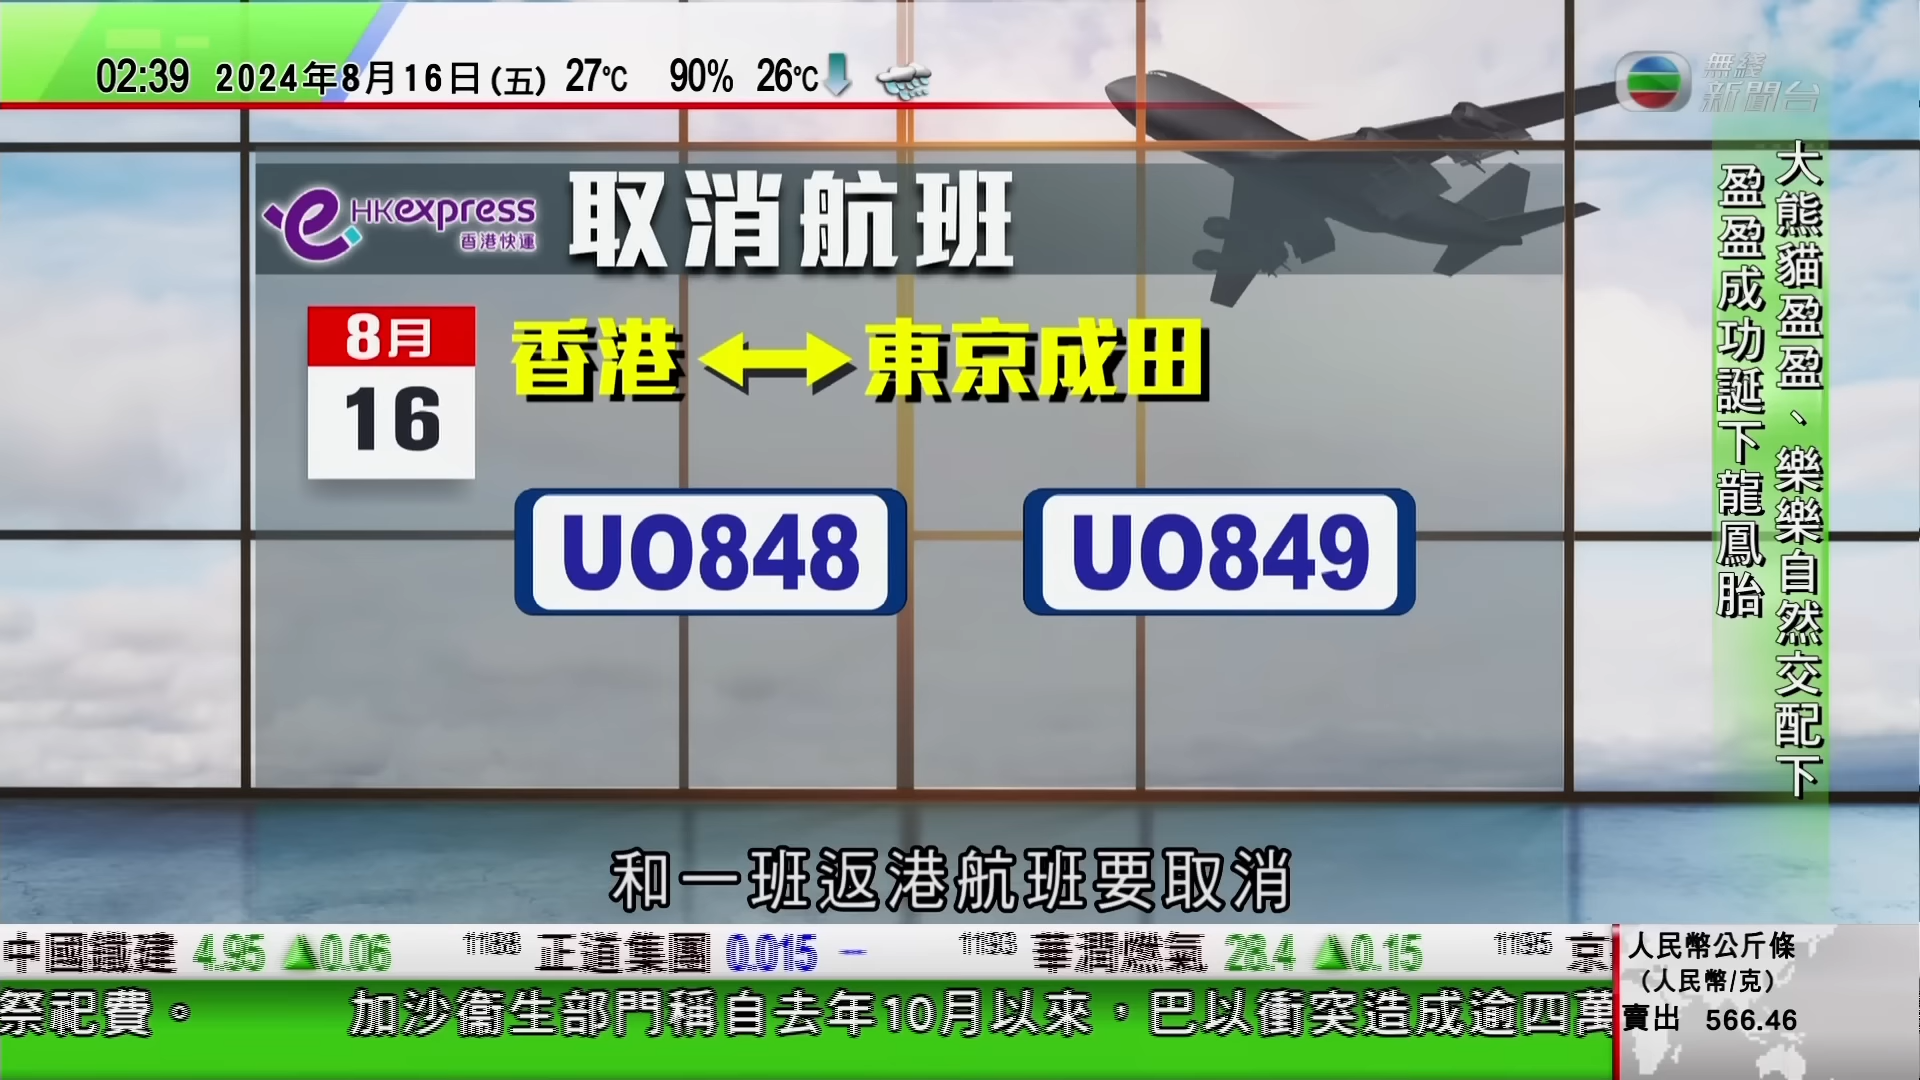 02:39 2024年8月16日(五) 27℃ 90% 26℃
無綫
新聞台
HKexpress
香港快運
取消航班
8月
16
香港 東京成田
UO848 UO849
大熊貓盈盈、樂樂自然交配下
盈盈成功誕下龍鳳胎
和一班返港航班要取消
中國鐵建 4.95 ▲0.06 1188 正道集團 0.015 – 1193 華潤燃氣 28.4 ▲0.15 1195 京
祭祀費。 加沙衞生部門稱自去年10月以來，巴以衝突造成逾四萬
人民幣公斤條
(人民幣/克)
賣出 566.46